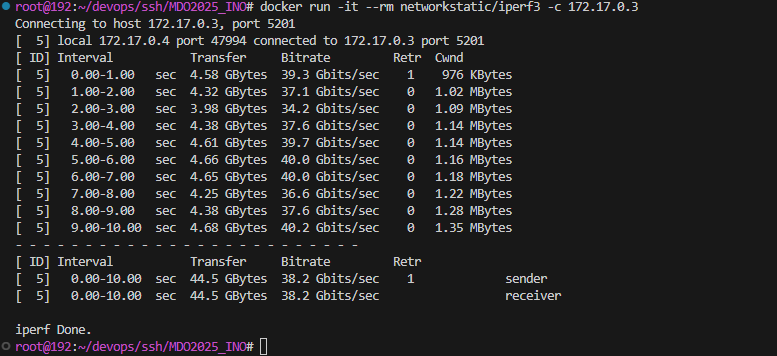 root@192:~/devops/ssh/MDO2025_INO# docker run -it --rm networkstatic/iperf3 -c 172.17.0.3
Connecting to host 172.17.0.3, port 5201
[  5] local 172.17.0.4 port 47994 connected to 172.17.0.3 port 5201
[ ID] Interval           Transfer     Bitrate         Retr  Cwnd
[  5]   0.00-1.00   sec  4.58 GBytes  39.3 Gbits/sec    1    976 KBytes
[  5]   1.00-2.00   sec  4.32 GBytes  37.1 Gbits/sec    0   1.02 MBytes
[  5]   2.00-3.00   sec  3.98 GBytes  34.2 Gbits/sec    0   1.09 MBytes
[  5]   3.00-4.00   sec  4.38 GBytes  37.6 Gbits/sec    0   1.14 MBytes
[  5]   4.00-5.00   sec  4.61 GBytes  39.7 Gbits/sec    0   1.14 MBytes
[  5]   5.00-6.00   sec  4.66 GBytes  40.0 Gbits/sec    0   1.16 MBytes
[  5]   6.00-7.00   sec  4.65 GBytes  40.0 Gbits/sec    0   1.18 MBytes
[  5]   7.00-8.00   sec  4.25 GBytes  36.6 Gbits/sec    0   1.22 MBytes
[  5]   8.00-9.00   sec  4.38 GBytes  37.6 Gbits/sec    0   1.28 MBytes
[  5]   9.00-10.00  sec  4.68 GBytes  40.2 Gbits/sec    0   1.35 MBytes
- - - - - - - - - - - - - - - - - - - - - - - - -
[ ID] Interval           Transfer     Bitrate         Retr
[  5]   0.00-10.00  sec  44.5 GBytes  38.2 Gbits/sec    1             sender
[  5]   0.00-10.00  sec  44.5 GBytes  38.2 Gbits/sec                  receiver
iperf Done.
root@192:~/devops/ssh/MDO2025_INO#